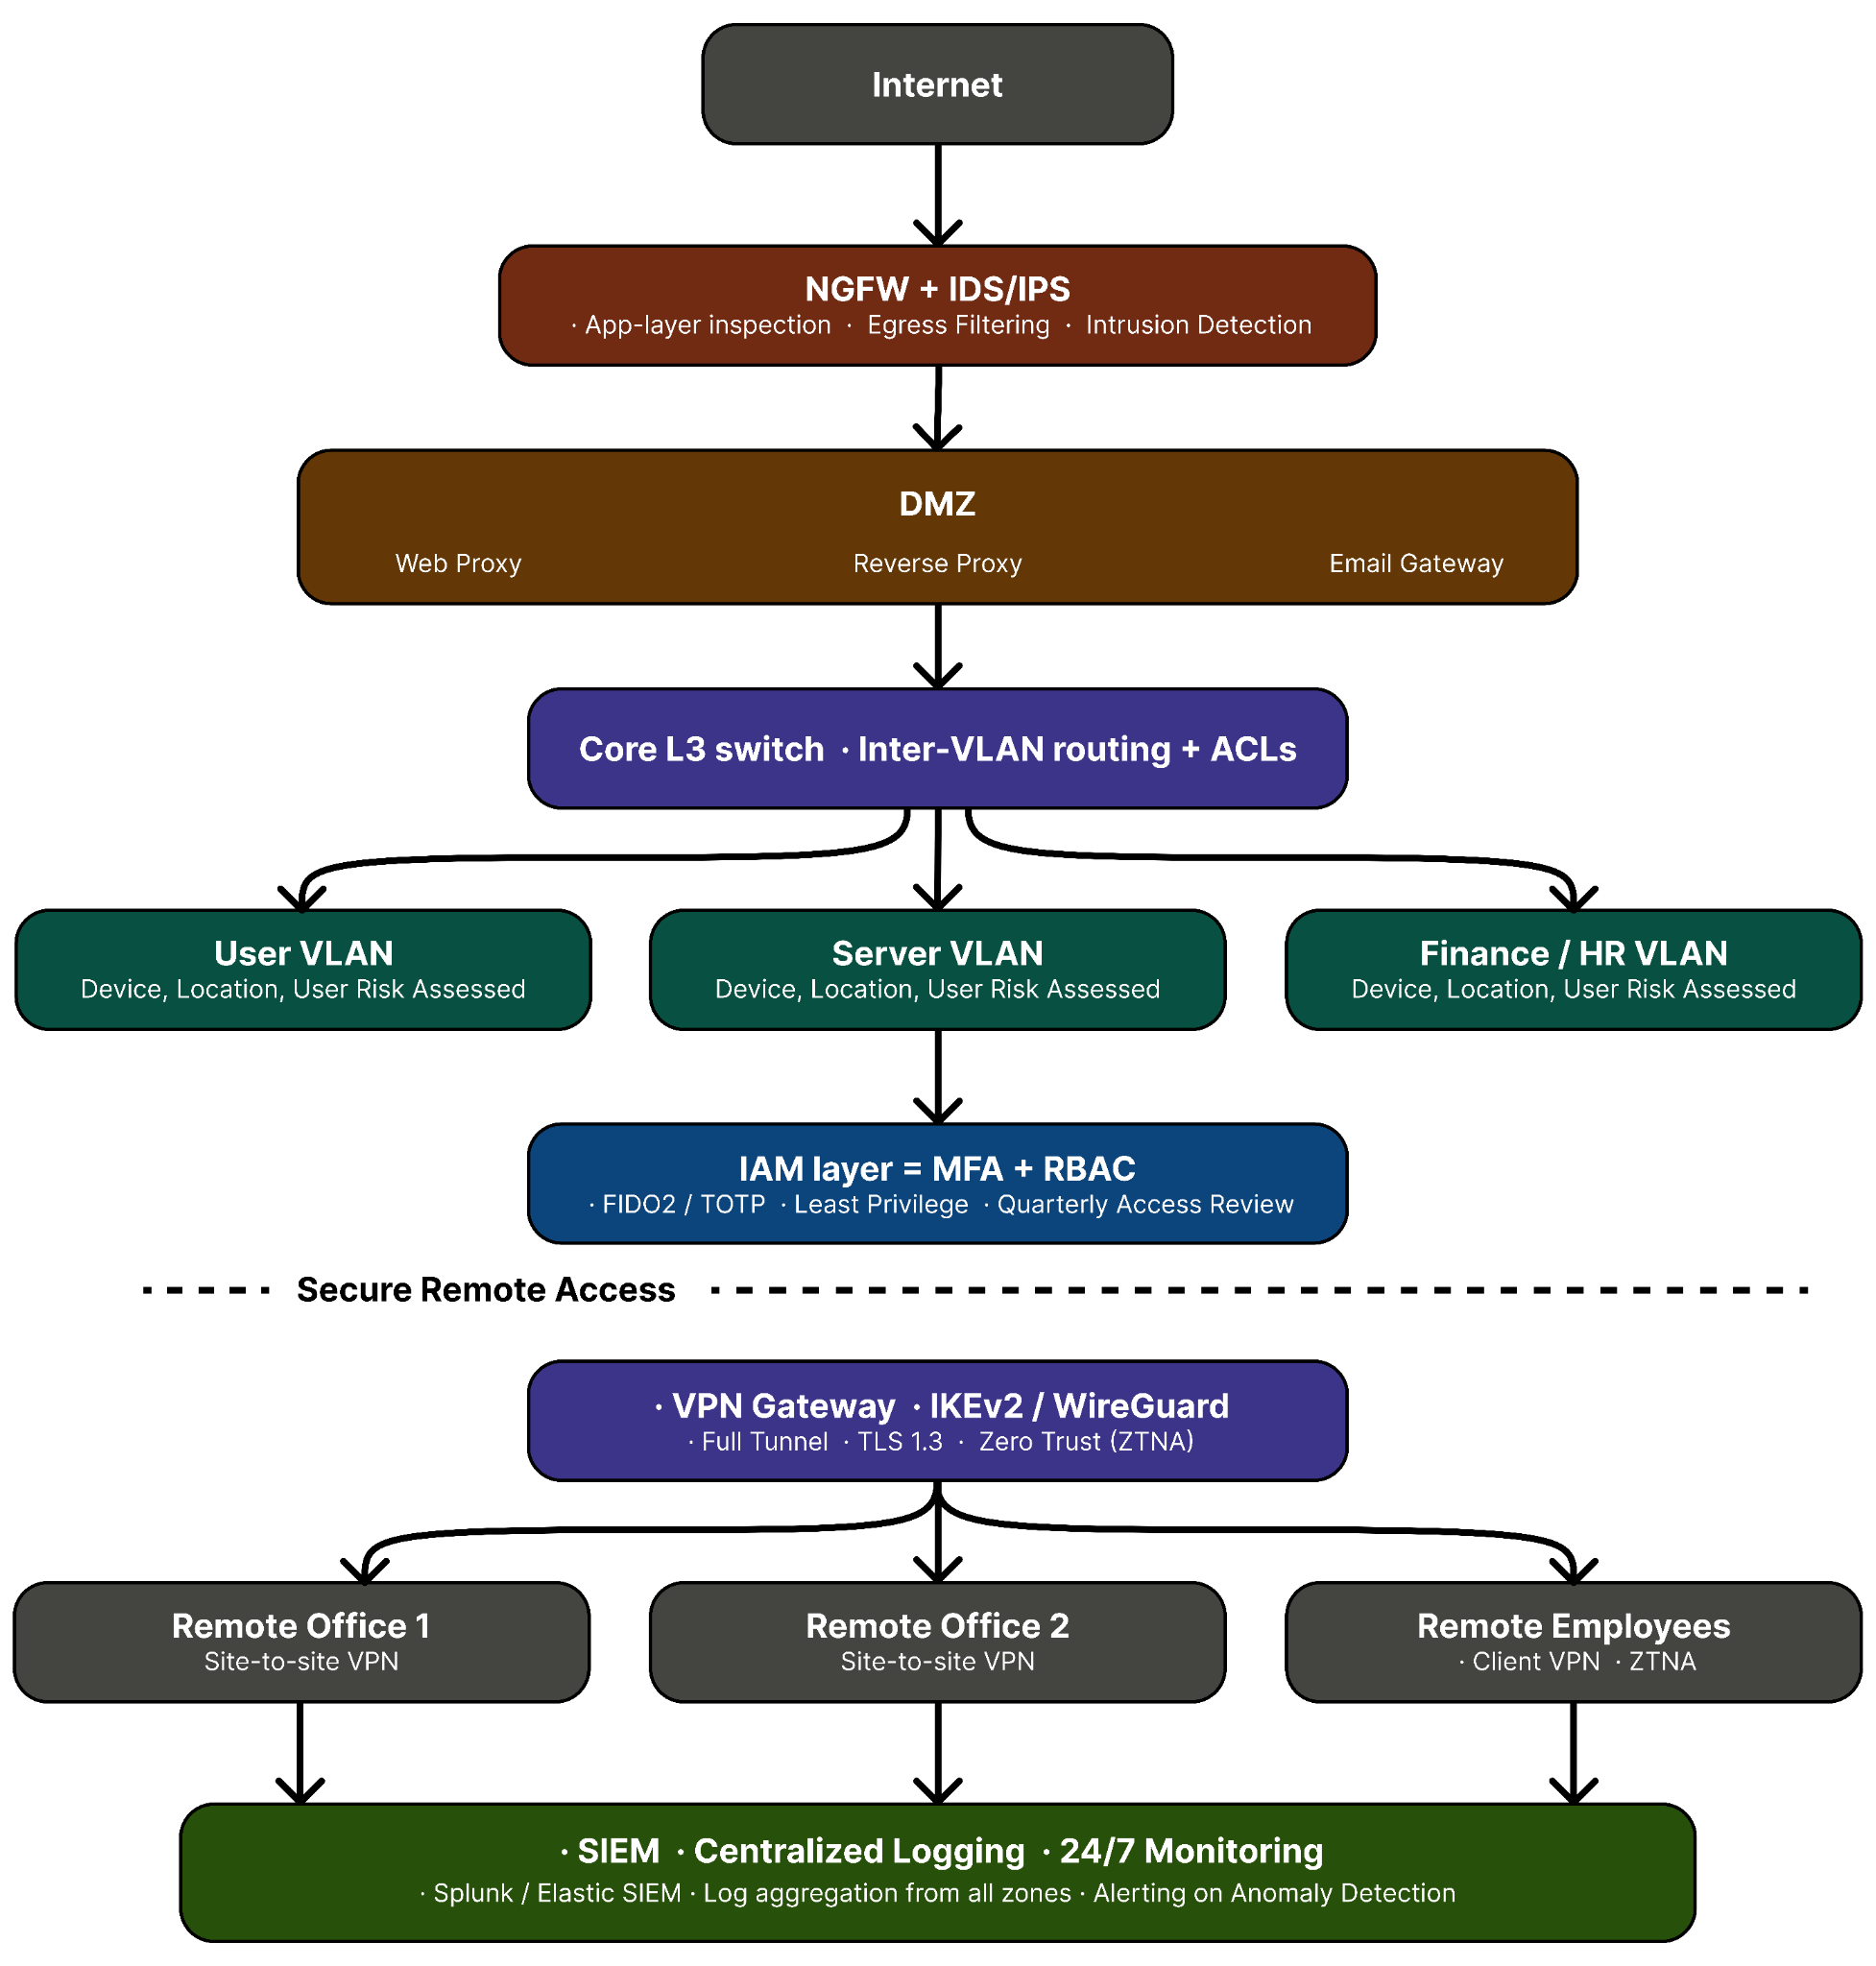 Internet
NGFW + IDS/IPS
· App-layer inspection · Egress Filtering · Intrusion Detection
DMZ
Web Proxy
Reverse Proxy
Email Gateway
Core L3 switch · Inter-VLAN routing + ACLs
User VLAN
Device, Location, User Risk Assessed
Server VLAN
Device, Location, User Risk Assessed
Finance / HR VLAN
Device, Location, User Risk Assessed
IAM layer = MFA + RBAC
· FIDO2 / TOTP · Least Privilege · Quarterly Access Review
Secure Remote Access
· VPN Gateway · IKEv2 / WireGuard
· Full Tunnel · TLS 1.3 · Zero Trust (ZTNA)
Remote Office 1
Site-to-site VPN
Remote Office 2
Site-to-site VPN
Remote Employees
· Client VPN · ZTNA
· SIEM · Centralized Logging · 24/7 Monitoring
· Splunk / Elastic SIEM · Log aggregation from all zones · Alerting on Anomaly Detection